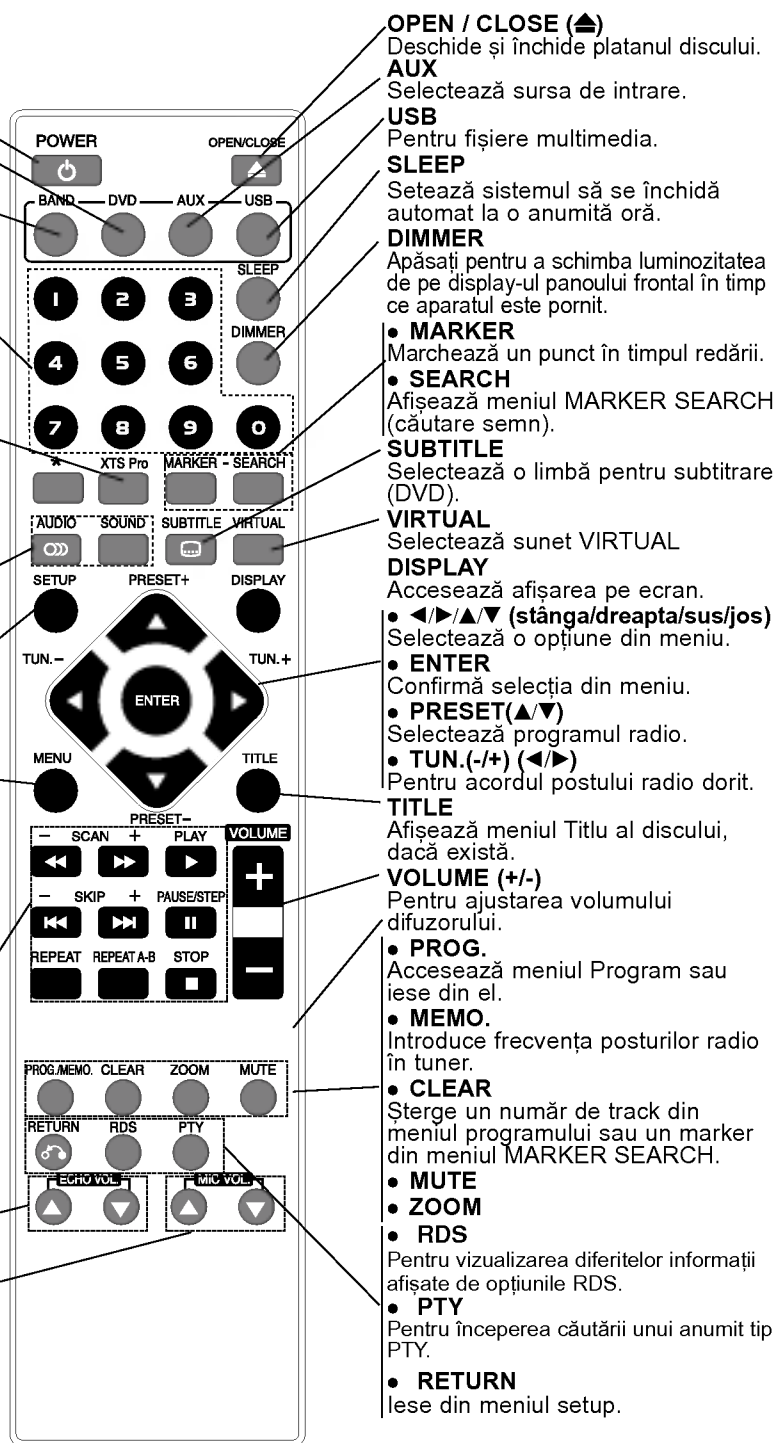 POWER
OPEN/CLOSE
BAND DVD AUX USB
SLEEP
1 2 3
DIMMER
4 5 6
7 8 9 0
* XTS Pro MARKER - SEARCH
AUDIO SOUND SUBTITLE VIRTUAL
SETUP PRESET+ DISPLAY
TUN.- TUN.+
ENTER
MENU TITLE
PRESET-
- SCAN + PLAY VOLUME
+
- SKIP + PAUSE/STEP
-
REPEAT REPEAT A-B STOP
PROG./MEMO. CLEAR ZOOM MUTE
RETURN RDS PTY
ECHO VOL. MIC VOL.
OPEN / CLOSE (⏏)
Deschide și închide platanul discului.
AUX
Selectează sursa de intrare.
USB
Pentru fișiere multimedia.
SLEEP
Setează sistemul să se închidă
automat la o anumită oră.
DIMMER
Apăsați pentru a schimba luminozitatea
de pe display-ul panoului frontal în timp
ce aparatul este pornit.
● MARKER
Marchează un punct în timpul redării.
● SEARCH
Afișează meniul MARKER SEARCH
(căutare semn).
SUBTITLE
Selectează o limbă pentru subtitrare
(DVD).
VIRTUAL
Selectează sunet VIRTUAL
DISPLAY
Accesează afișarea pe ecran.
● ◀/▶/▲/▼ (stânga/dreapta/sus/jos)
Selectează o opțiune din meniu.
● ENTER
Confirmă selecția din meniu.
● PRESET(▲/▼)
Selectează programul radio.
● TUN.(-/+) (◀/▶)
Pentru acordul postului radio dorit.
TITLE
Afișează meniul Titlu al discului,
dacă există.
VOLUME (+/-)
Pentru ajustarea volumului
difuzorului.
● PROG.
Accesează meniul Program sau
iese din el.
● MEMO.
Introduce frecvența posturilor radio
în tuner.
● CLEAR
Șterge un număr de track din
meniul programului sau un marker
din meniul MARKER SEARCH.
● MUTE
● ZOOM
● RDS
Pentru vizualizarea diferitelor informații
afișate de opțiunile RDS.
● PTY
Pentru începerea căutării unui anumit tip
PTY.
● RETURN
Iese din meniul setup.